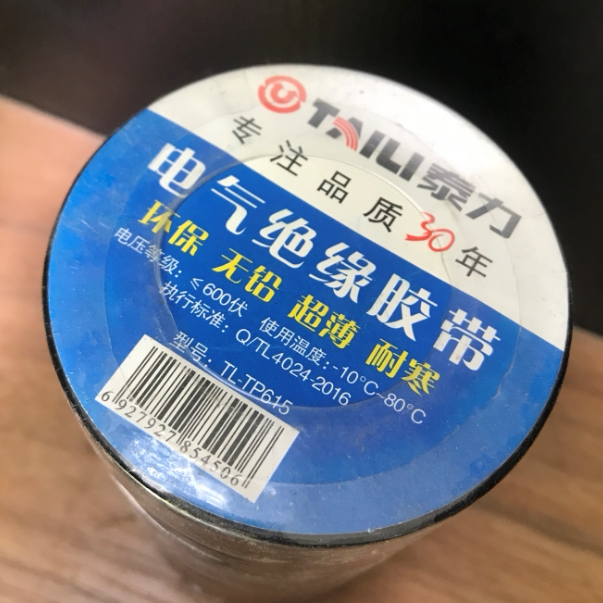 TAILI泰力
专注品质30年
电气绝缘胶带
环保 无铅 超薄 耐寒
电压等级：≤600伏 使用温度：-10°C~80°C
执行标准：Q/TL4024-2016
型号：TL-TP615
6927927854506